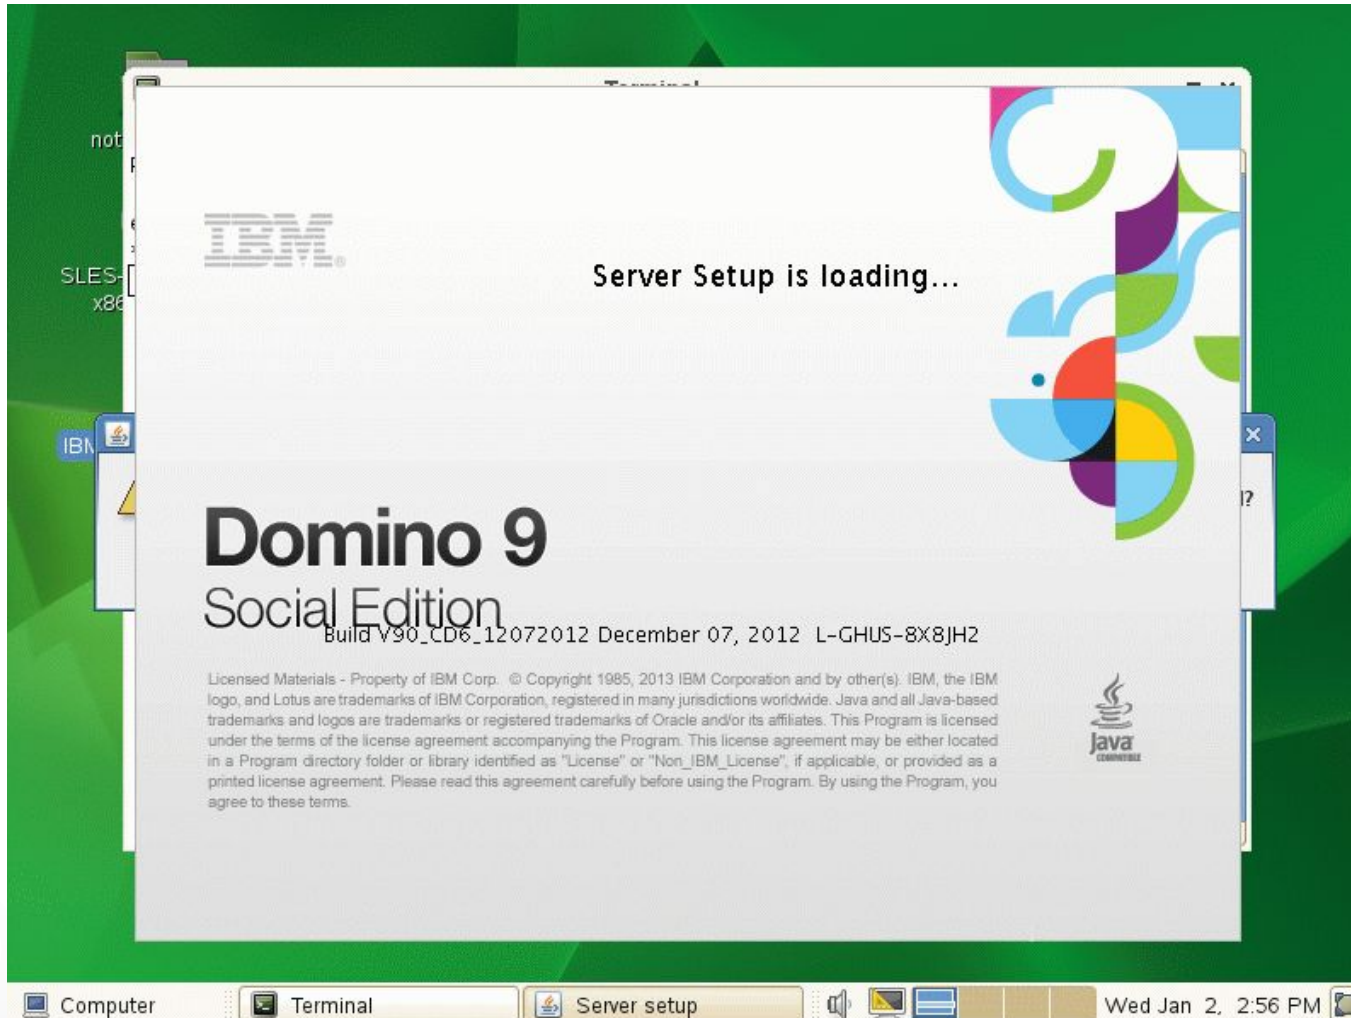 Terminal
not
SLES-
x86
IBM.®
Server Setup is loading...
Domino 9
Social Edition
Build V90_CD6_12072012 December 07, 2012 L-GHUS-8X8JH2
Licensed Materials - Property of IBM Corp. © Copyright 1985, 2013 IBM Corporation and by other(s). IBM, the IBM
logo, and Lotus are trademarks of IBM Corporation, registered in many jurisdictions worldwide. Java and all Java-based
trademarks and logos are trademarks or registered trademarks of Oracle and/or its affiliates. This Program is licensed
under the terms of the license agreement accompanying the Program. This license agreement may be either located
in a Program directory folder or library identified as "License" or "Non_IBM_License", if applicable, or provided as a
printed license agreement. Please read this agreement carefully before using the Program. By using the Program, you
agree to these terms.
Java
COMPATIBLE
Computer
Terminal
Server setup
Wed Jan 2, 2:56 PM